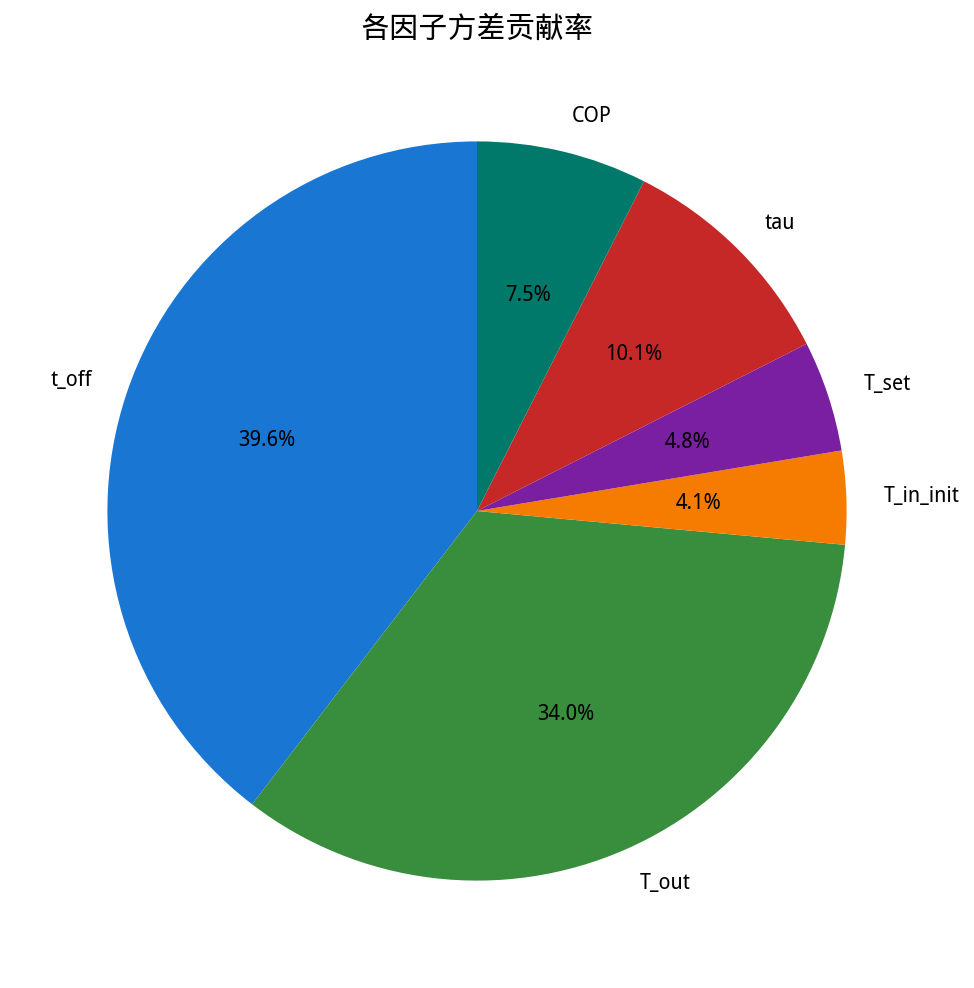 各因子方差贡献率
COP
tau
T_set
T_in_init
T_out
t_off
7.5%
10.1%
4.8%
4.1%
34.0%
39.6%